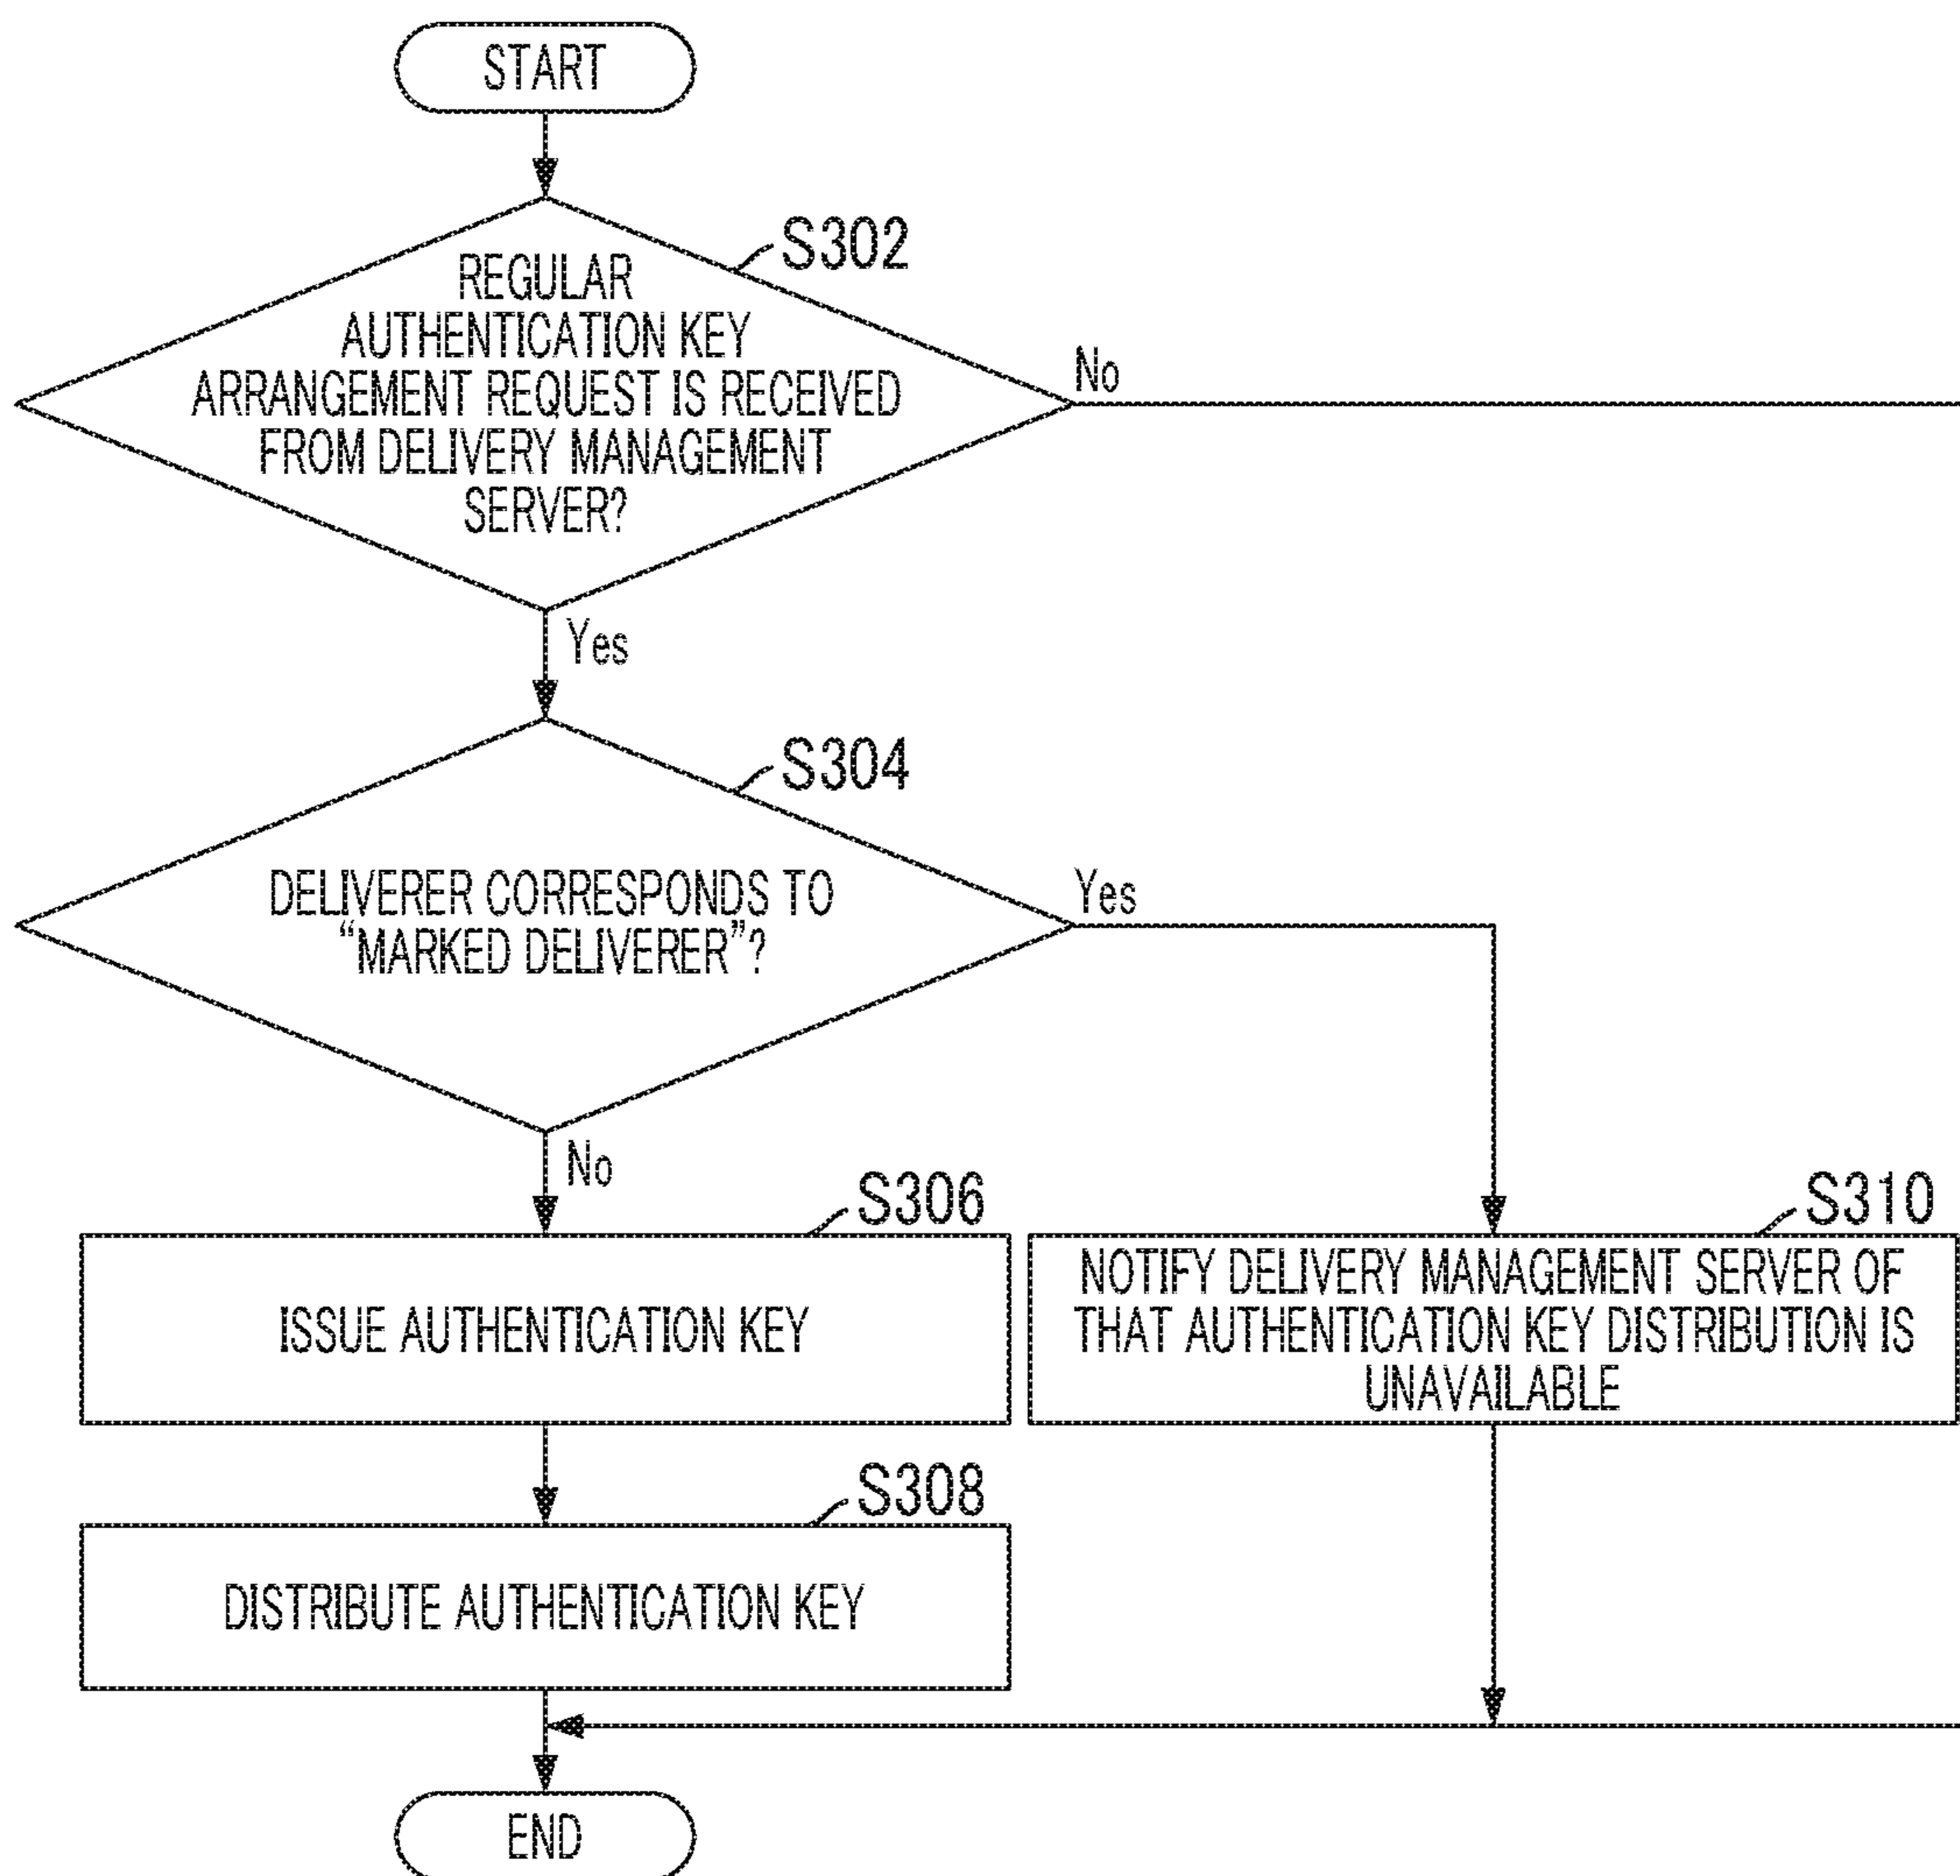 START
S302
REGULAR
AUTHENTICATION KEY
ARRANGEMENT REQUEST IS RECEIVED
FROM DELIVERY MANAGEMENT
SERVER?
No
Yes
S304
DELIVERER CORRESPONDS TO
“MARKED DELIVERER”?
Yes
No
S306
ISSUE AUTHENTICATION KEY
S310
NOTIFY DELIVERY MANAGEMENT SERVER OF
THAT AUTHENTICATION KEY DISTRIBUTION IS
UNAVAILABLE
S308
DISTRIBUTE AUTHENTICATION KEY
END